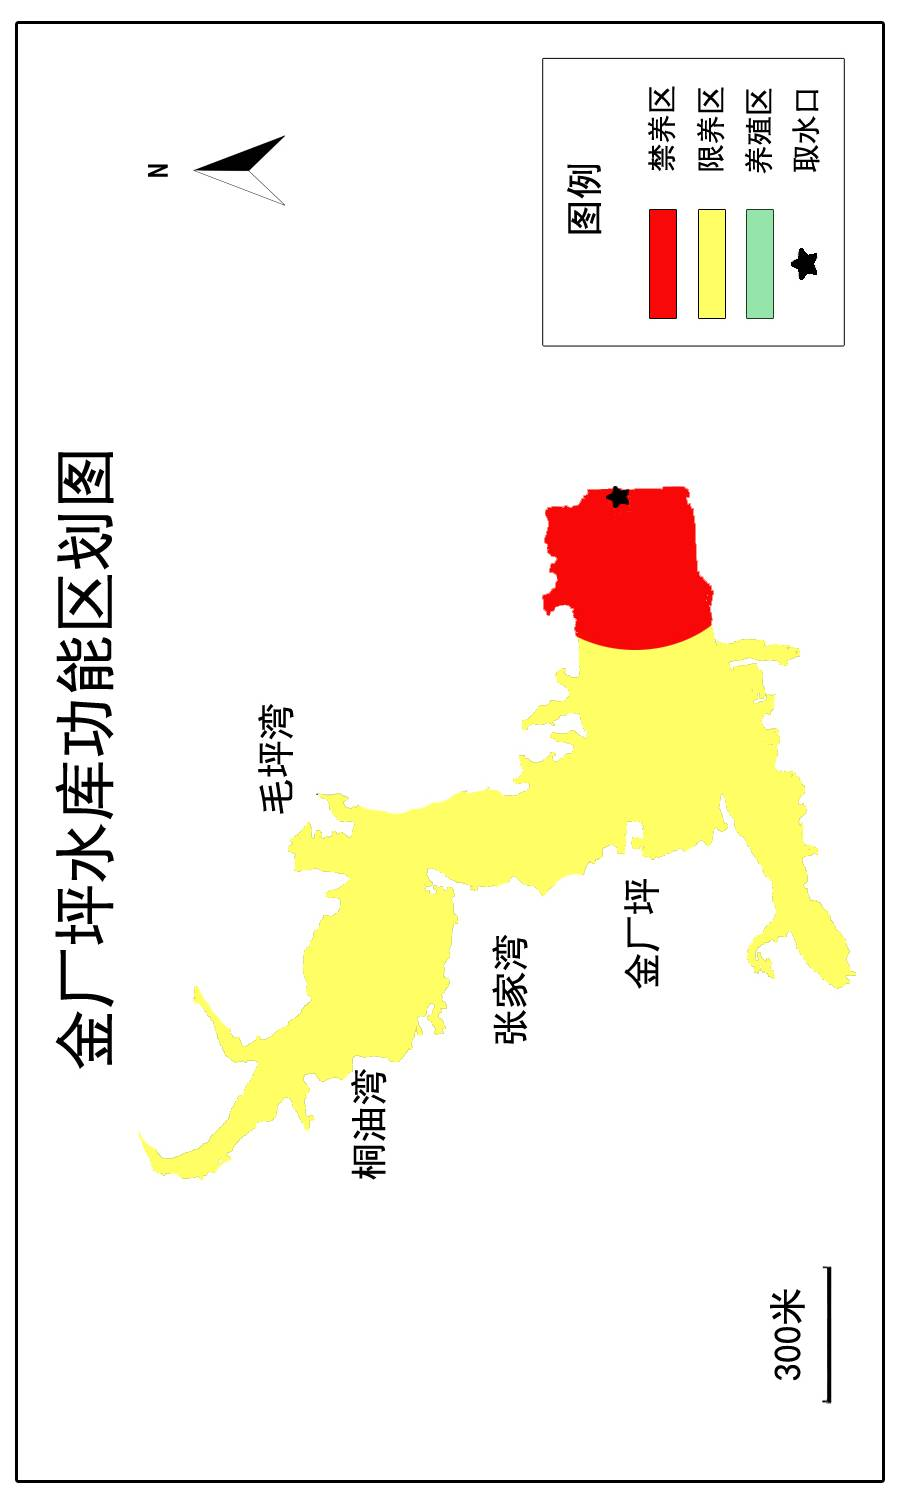 金厂坪水库功能区划图
N
毛坪湾
桐油湾
张家湾
金厂坪
图例
禁养区
限养区
养殖区
取水口
300米